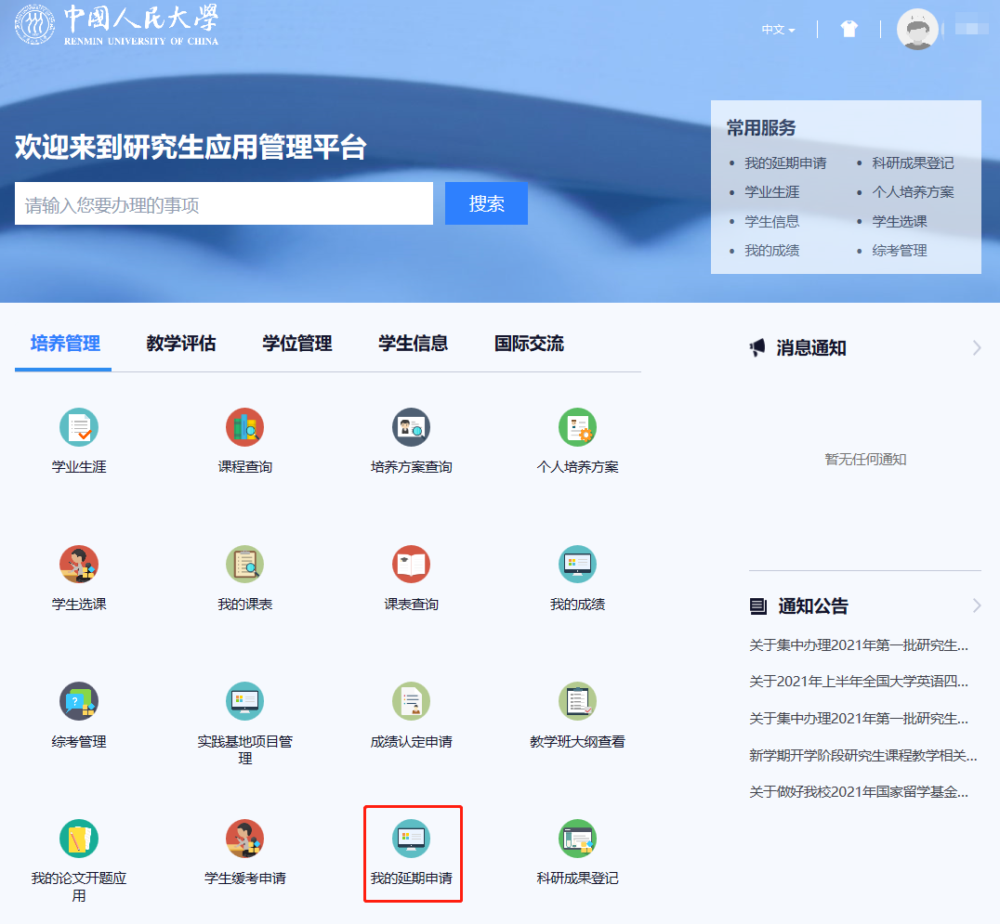 中國人民大學
RENMIN UNIVERSITY OF CHINA
中文
欢迎来到研究生应用管理平台
请输入您要办理的事项
搜索
常用服务
我的延期申请
科研成果登记
学业生涯
个人培养方案
学生信息
学生选课
我的成绩
综考管理
培养管理
教学评估
学位管理
学生信息
国际交流
学业生涯
课程查询
培养方案查询
个人培养方案
学生选课
我的课表
课表查询
我的成绩
综考管理
实践基地项目管
理
成绩认定申请
教学班大纲查看
我的论文开题应
用
学生缓考申请
我的延期申请
科研成果登记
消息通知
暂无任何通知
通知公告
关于集中办理2021年第一批研究生...
关于2021年上半年全国大学英语四...
关于集中办理2021年第一批研究生...
新学期开学阶段研究生课程教学相关...
关于做好我校2021年国家留学基金...